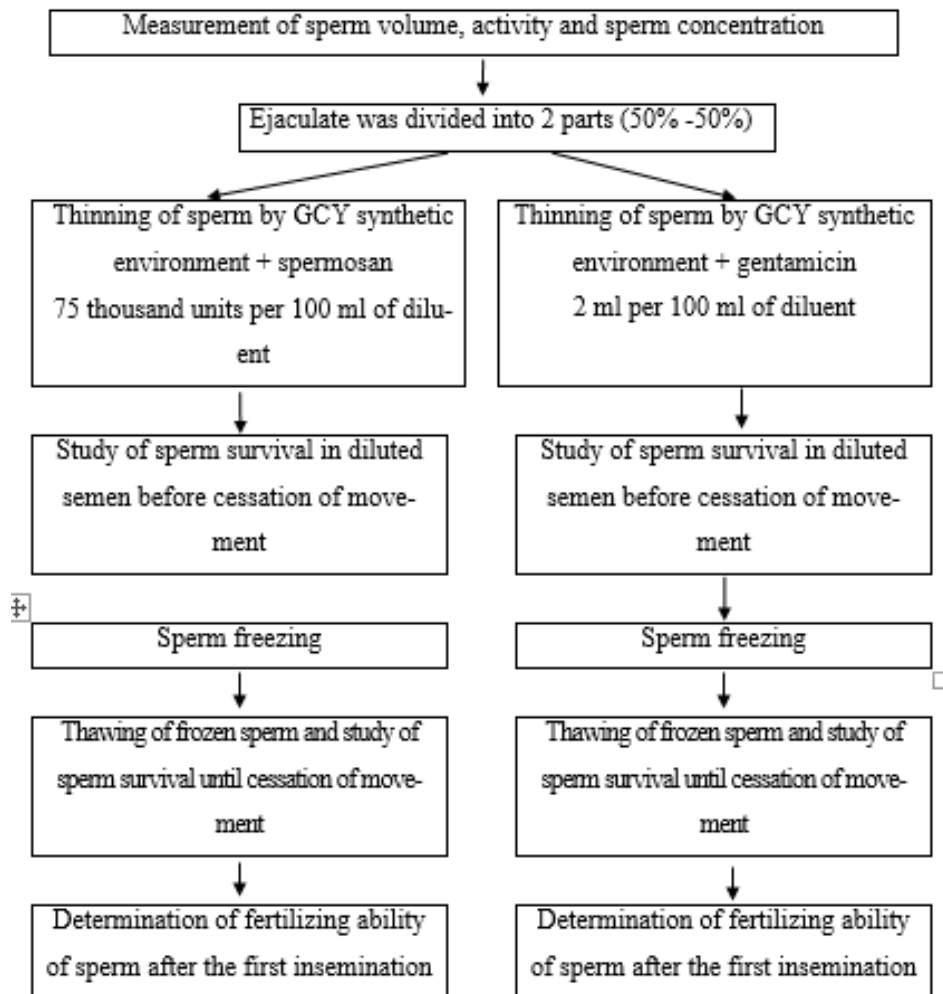 Measurement of sperm volume, activity and sperm concentration
Ejaculate was divided into 2 parts (50% -50%)
Thinning of sperm by GCY synthetic
environment + spermosan
75 thousand units per 100 ml of dilu-
ent
Thinning of sperm by GCY synthetic
environment + gentamicin
2 ml per 100 ml of diluent
Study of sperm survival in diluted
semen before cessation of move-
ment
Study of sperm survival in diluted
semen before cessation of move-
ment
Sperm freezing
Sperm freezing
Thawing of frozen sperm and study of
sperm survival until cessation of move-
ment
Thawing of frozen sperm and study of
sperm survival until cessation of move-
ment
Determination of fertilizing ability
of sperm after the first insemination
Determination of fertilizing ability
of sperm after the first insemination